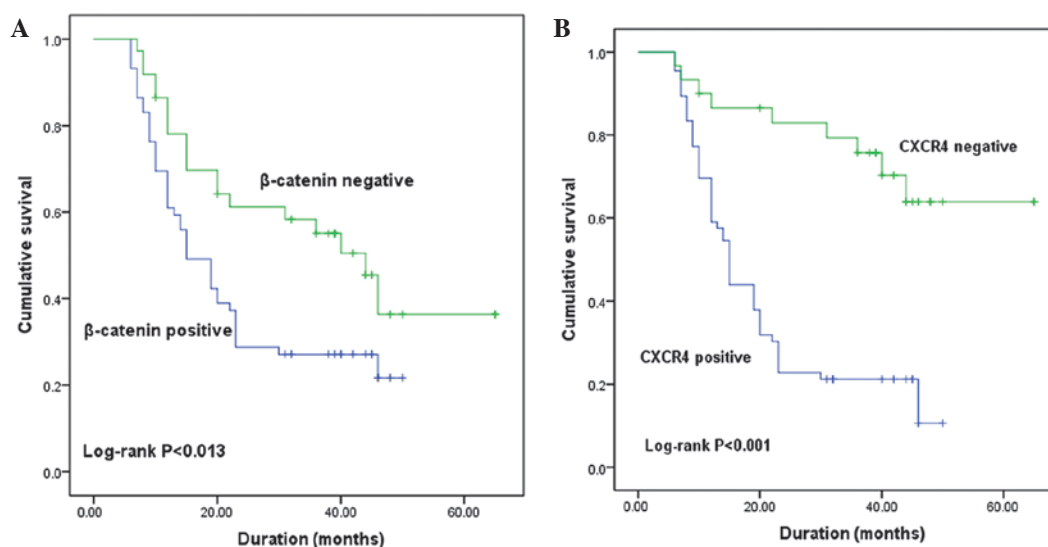 A
Cumulative suvival
1.0
0.8
0.6
0.4
0.2
0.0
β-catenin negative
β-catenin positive
Log-rank P<0.013
0.00 20.00 40.00 60.00
Duration (months)
B
Cumulative survival
1.0
0.8
0.6
0.4
0.2
0.0
CXCR4 negative
CXCR4 positive
Log-rank P<0.001
0.00 20.00 40.00 60.00
Duration (months)